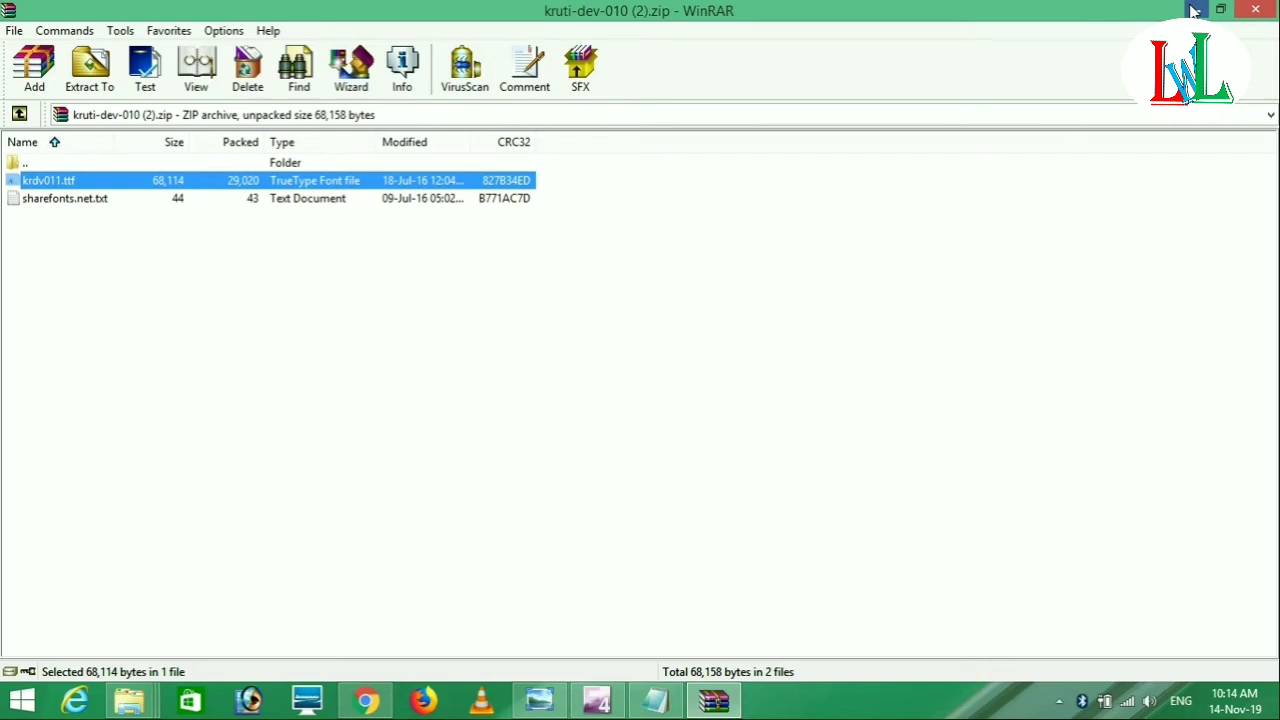 kruti-dev-010 (2).zip - WinRAR
File Commands Tools Favorites Options Help
LWL
Add Extract To Test View Delete Find Wizard Info VirusScan Comment SFX
kruti-dev-010 (2).zip - ZIP archive, unpacked size 68,158 bytes
Name Size Packed Type Modified CRC32
.. Folder
krdv011.ttf 68,114 29,020 TrueType Font file 18-Jul-16 12:04... 827B34ED
sharefonts.net.txt 44 43 Text Document 09-Jul-16 05:02... B771AC7D
Selected 68,114 bytes in 1 file Total 68,158 bytes in 2 files
4 ENG 10:14 AM
14-Nov-19